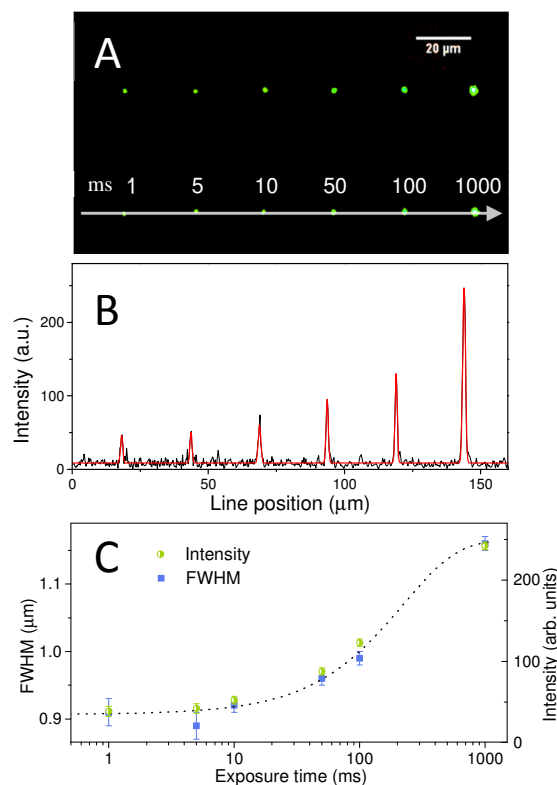 A
20 µm
ms 1 5 10 50 100 1000
B
Intensity (a.u.)
200
100
0
0 50 100 150
Line position (µm)
C
Intensity
FWHM
FWHM (µm)
1.1
1.0
0.9
Intensity (arb. units)
200
100
0
1 10 100 1000
Exposure time (ms)